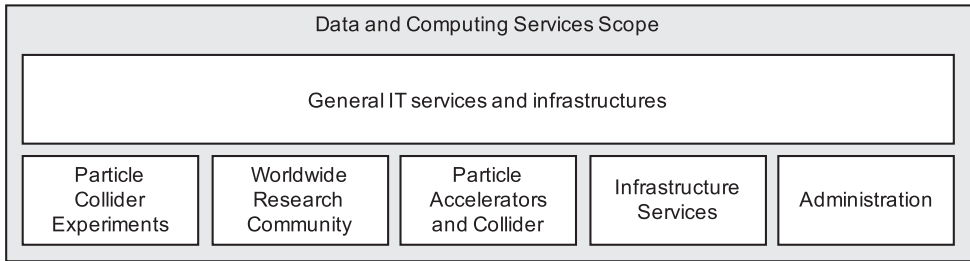 Data and Computing Services Scope
General IT services and infrastructures
Particle
Collider
Experiments
Worldwide
Research
Community
Particle
Accelerators
and Collider
Infrastructure
Services
Administration